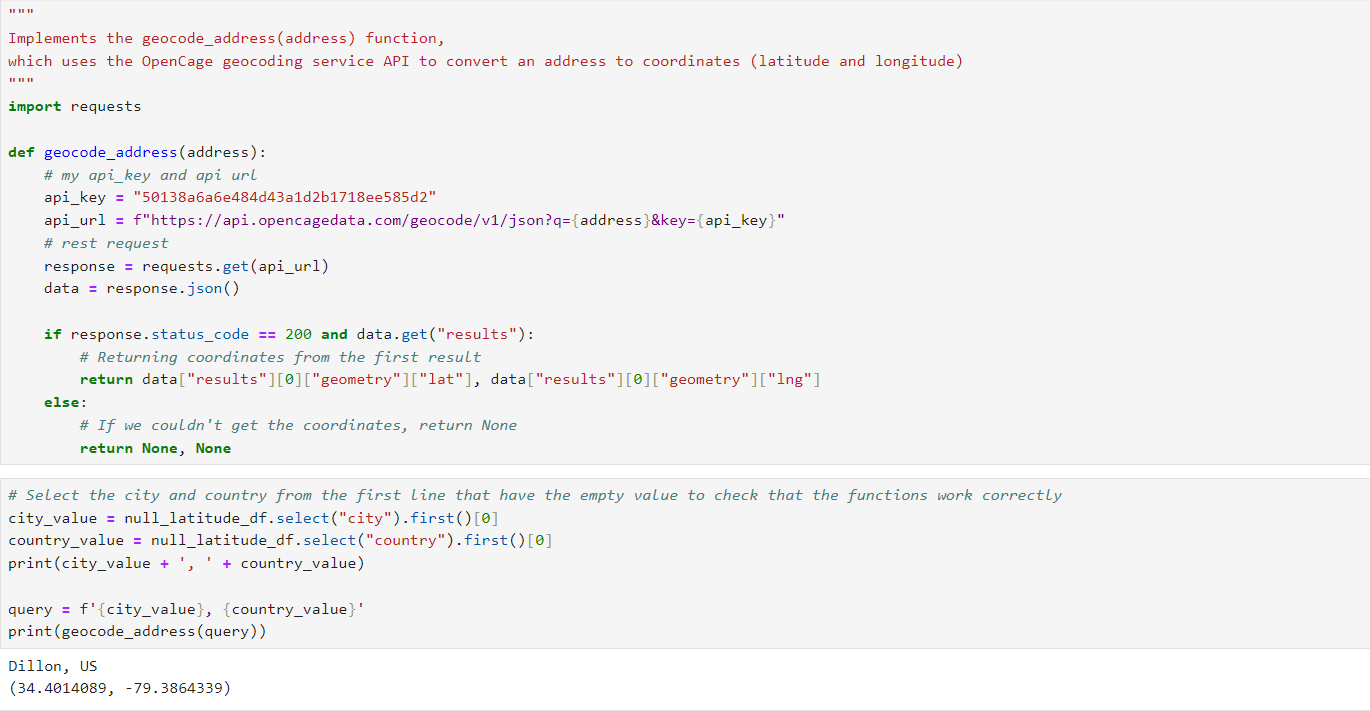 """
Implements the geocode_address(address) function,
which uses the OpenCage geocoding service API to convert an address to coordinates (latitude and longitude)
"""
import requests

def geocode_address(address):
    # my api_key and api url
    api_key = "50138a6a6e484d43a1d2b1718ee585d2"
    api_url = f"https://api.opencagedata.com/geocode/v1/json?q={address}&key={api_key}"
    # rest request
    response = requests.get(api_url)
    data = response.json()

    if response.status_code == 200 and data.get("results"):
        # Returning coordinates from the first result
        return data["results"][0]["geometry"]["lat"], data["results"][0]["geometry"]["lng"]
    else:
        # If we couldn't get the coordinates, return None
        return None, None

# Select the city and country from the first line that have the empty value to check that the functions work correctly
city_value = null_latitude_df.select("city").first()[0]
country_value = null_latitude_df.select("country").first()[0]
print(city_value + ', ' + country_value)

query = f'{city_value}, {country_value}'
print(geocode_address(query))

Dillon, US
(34.4014089, -79.3864339)